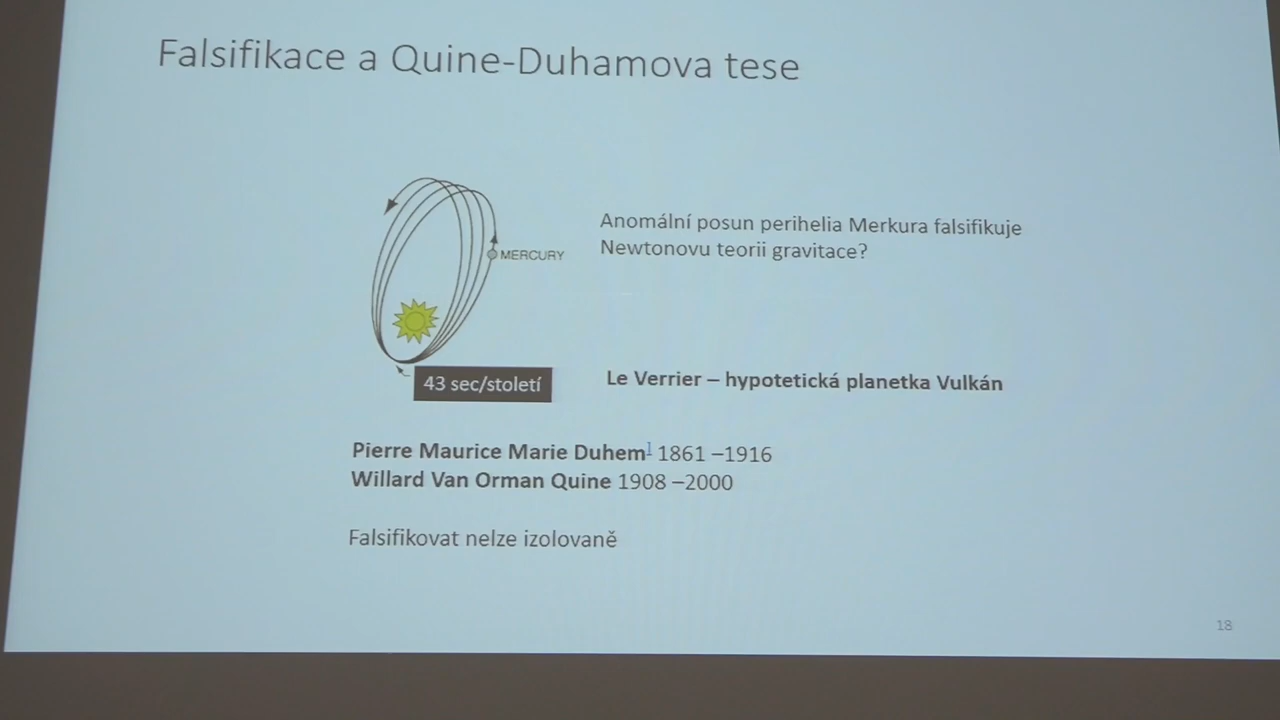 Falsifikace a Quine-Duhamova tese
MERCURY
Anomální posun perihelia Merkura falsifikuje
Newtonovu teorii gravitace?
43 sec/století
Le Verrier – hypotetická planetka Vulkán
Pierre Maurice Marie Duhem¹ 1861 –1916
Willard Van Orman Quine 1908 –2000
Falsifikovat nelze izolovaně
18